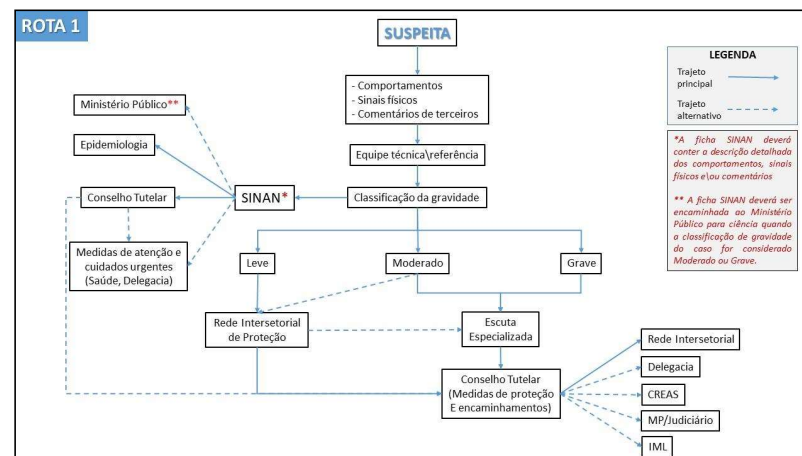 ROTA 1
SUSPEITA
- Comportamentos
- Sinais físicos
- Comentários de terceiros
Equipe técnica\referência
Classificação da gravidade
SINAN*
Ministério Público**
Epidemiologia
Conselho Tutelar
Medidas de atenção e
cuidados urgentes
(Saúde, Delegacia)
Leve
Moderado
Grave
Rede Intersetorial
de Proteção
Escuta
Especializada
Conselho Tutelar
(Medidas de proteção
E encaminhamentos)
Rede Intersetorial
Delegacia
CREAS
MP/Judiciário
IML
LEGENDA
Trajeto
principal
Trajeto
alternativo
*A ficha SINAN deverá
conter a descrição detalhada
dos comportamentos, sinais
físicos e\ou comentários
** A ficha SINAN deverá ser
encaminhada ao Ministério
Público para ciência quando
a classificação de gravidade
do caso for considerado
Moderado ou Grave.